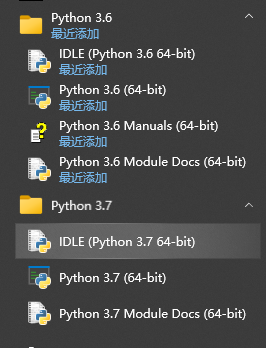 Python 3.6
最近添加
IDLE (Python 3.6 64-bit)
最近添加
Python 3.6 (64-bit)
最近添加
Python 3.6 Manuals (64-bit)
最近添加
Python 3.6 Module Docs (64-bit)
最近添加
Python 3.7
IDLE (Python 3.7 64-bit)
Python 3.7 (64-bit)
Python 3.7 Module Docs (64-bit)